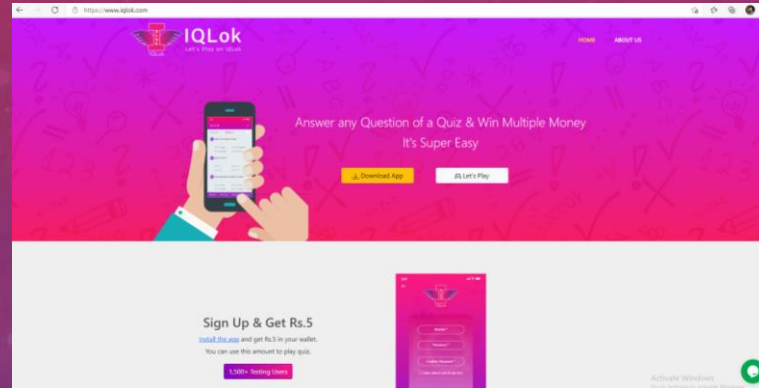 https://www.iqlok.com
IQLok
Let's Play on IQLok
IQLok
HOME
ABOUT US
Answer any Question of a Quiz & Win Multiple Money
It's Super Easy
Download App
Let's Play
Sign Up & Get Rs.5
Install the app and get Rs.5 in your wallet.
You can use this amount to play quiz.
1,500+ Testing Users
Activate Windows